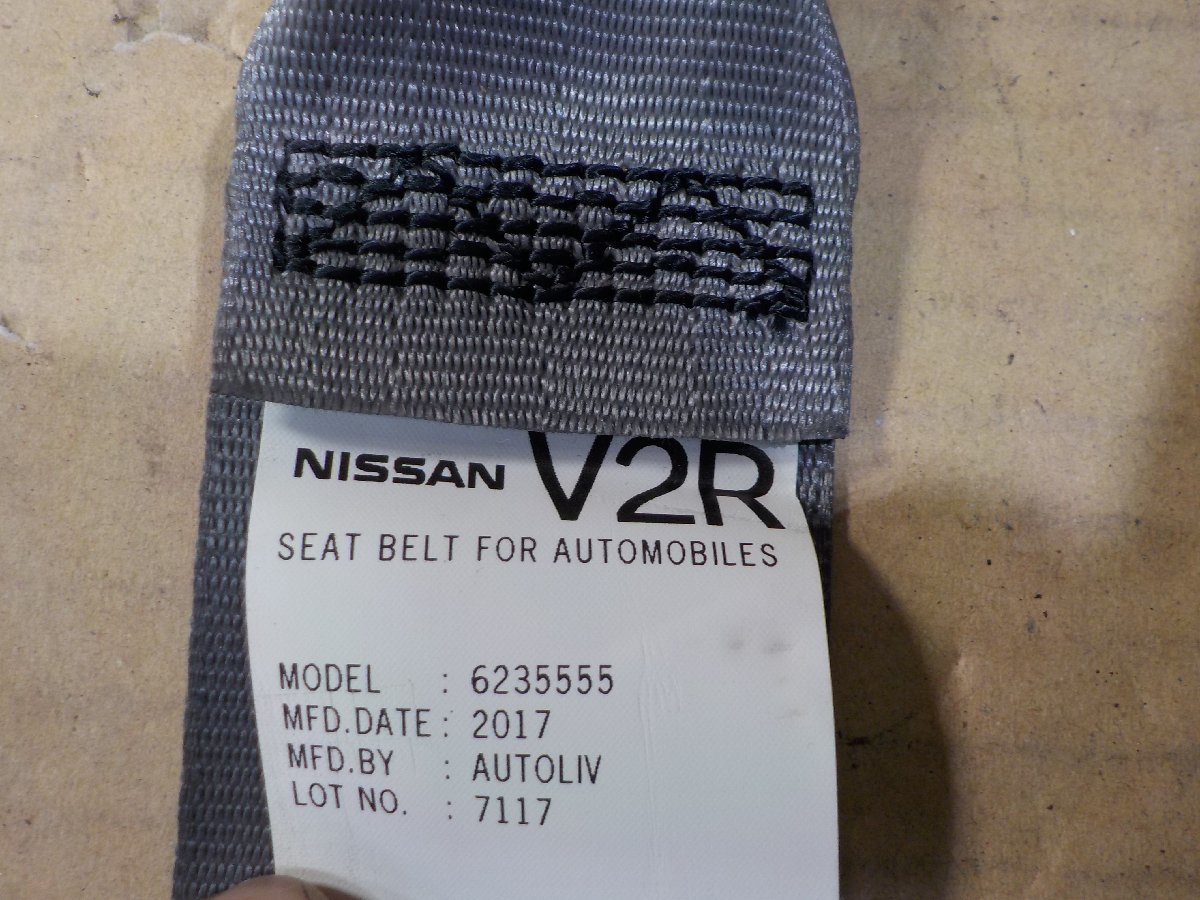 NISSAN V2R
SEAT BELT FOR AUTOMOBILES
MODEL : 6235555
MFD.DATE : 2017
MFD.BY : AUTOLIV
LOT NO. : 7117